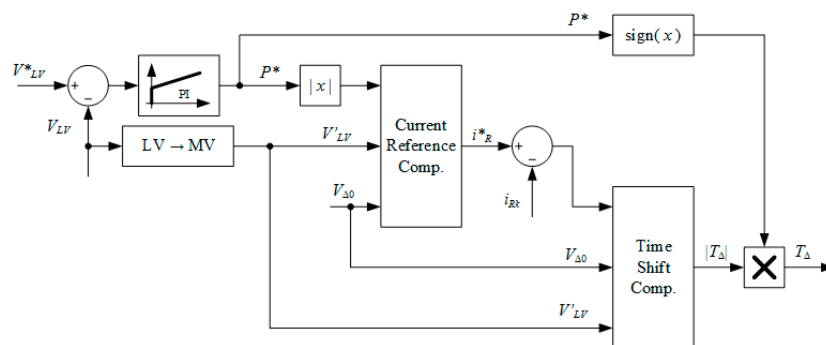 P*
sign(x)
V*LV
+
−
PI
P*
|x|
VLV
LV → MV
V'LV
Current
Reference
Comp.
i*R
+
−
iRk
VΔ0
VΔ0
V'LV
Time
Shift
Comp.
|TΔ|
TΔ